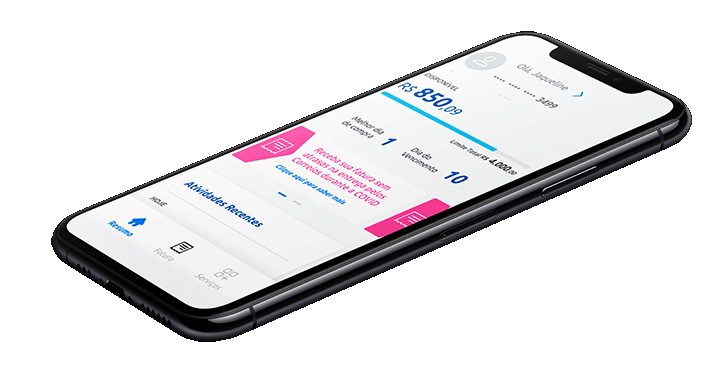 Olá, Jaqueline
•••• •••• •••• 3499
DISPONÍVEL
R$ 850,09
Limite Total R$ 4.000,00
Melhor dia
de compra
1
Dia do
Vencimento
10
Receba sua fatura sem
atrasos na entrega pelos
Correios durante a COVID
Clique aqui para saber mais
Atividades Recentes
HOJE
Resumo
Fatura
Serviços